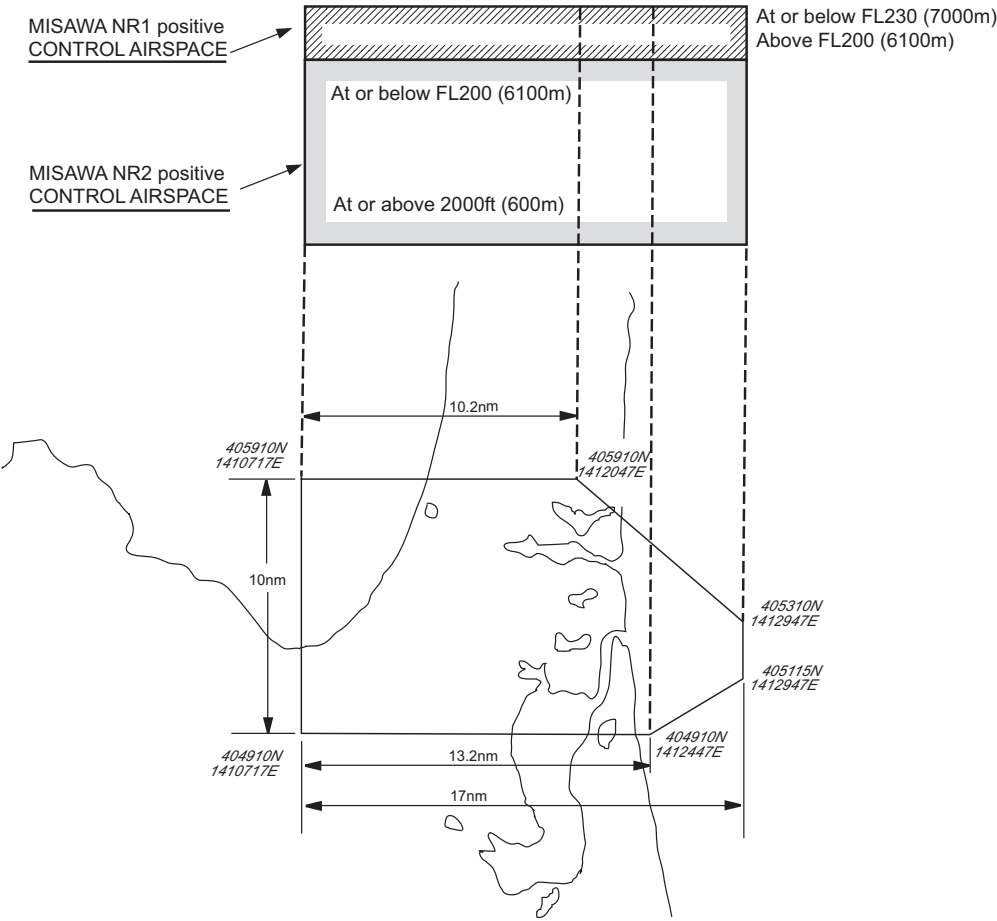 MISAWA NR1 positive
CONTROL AIRSPACE
At or below FL230 (7000m)
Above FL200 (6100m)
At or below FL200 (6100m)
MISAWA NR2 positive
CONTROL AIRSPACE
At or above 2000ft (600m)
10.2nm
405910N
1410717E
405910N
1412047E
10nm
405310N
1412947E
405115N
1412947E
404910N
1410717E
404910N
1412447E
13.2nm
17nm